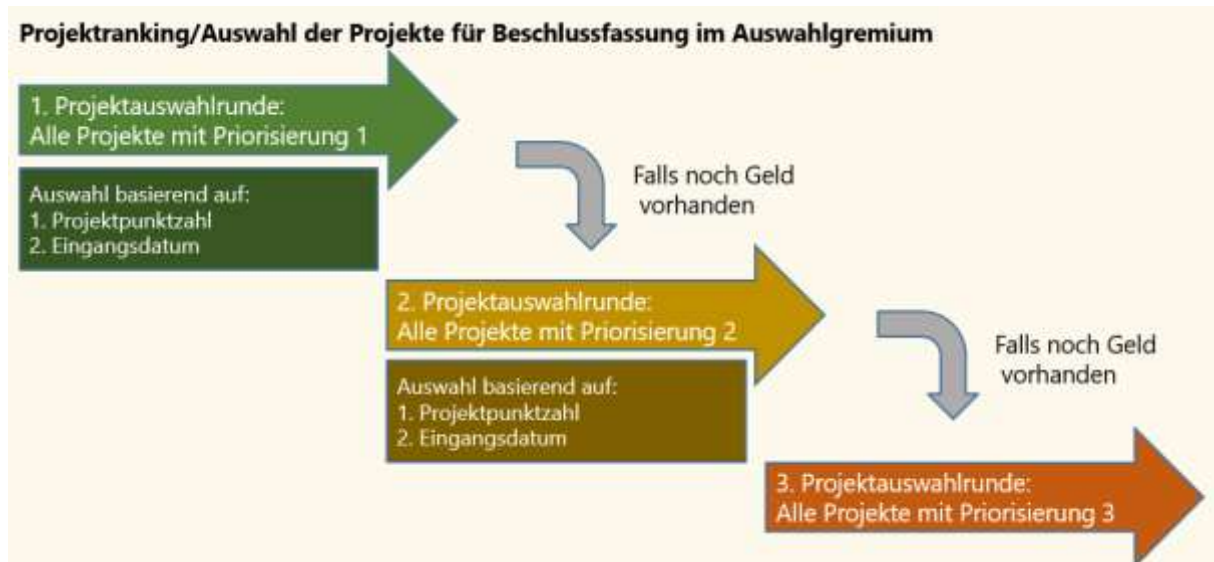 Projektranking/Auswahl der Projekte für Beschlussfassung im Auswahlgremium
1. Projektauswahlrunde:
Alle Projekte mit Priorisierung 1
Auswahl basierend auf:
1. Projektpunktzahl
2. Eingangsdatum
Falls noch Geld
vorhanden
2. Projektauswahlrunde:
Alle Projekte mit Priorisierung 2
Auswahl basierend auf:
1. Projektpunktzahl
2. Eingangsdatum
Falls noch Geld
vorhanden
3. Projektauswahlrunde:
Alle Projekte mit Priorisierung 3